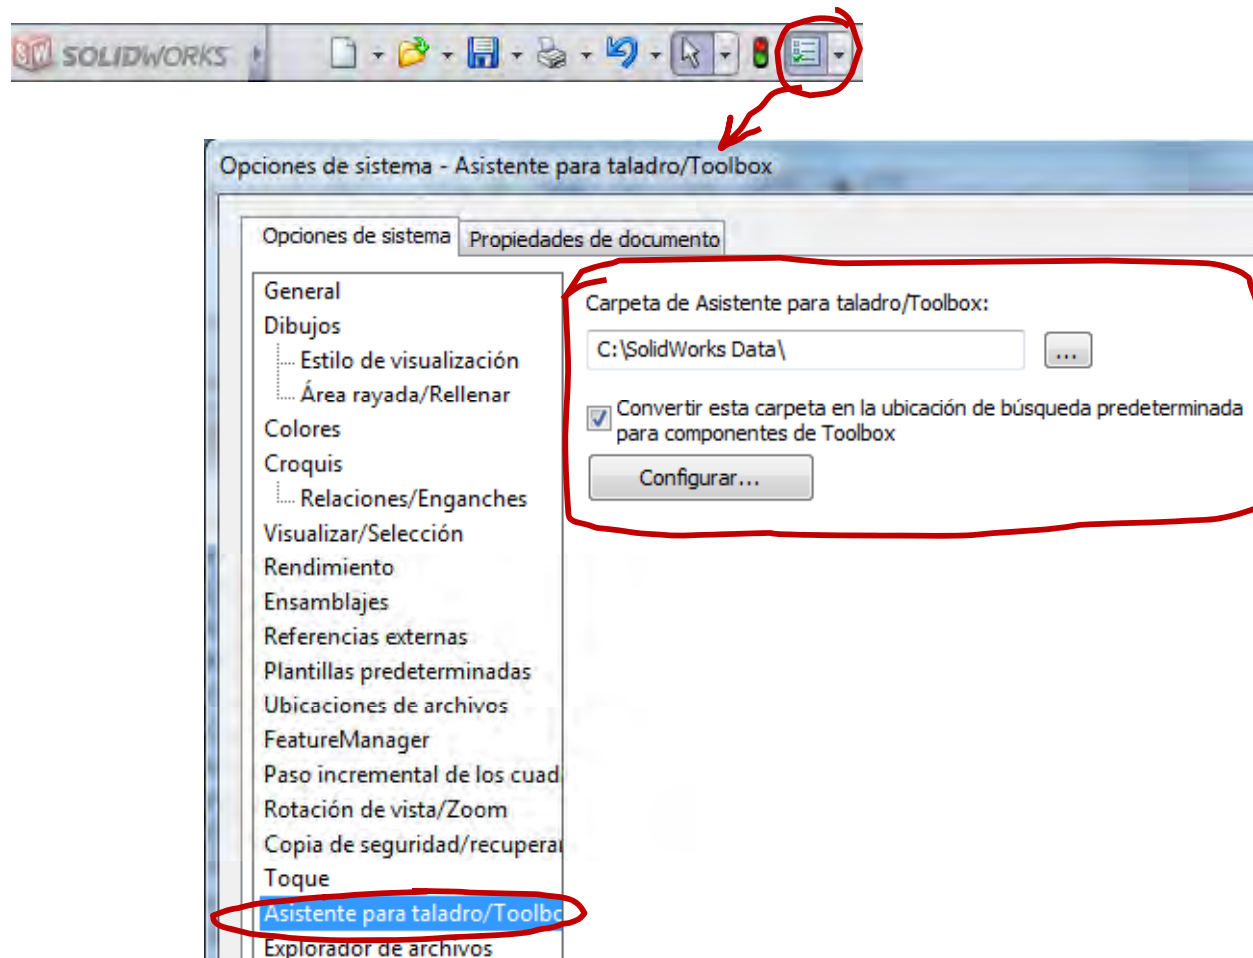 SW SOLIDWORKS
Opciones de sistema - Asistente para taladro/Toolbox
Opciones de sistema Propiedades de documento
General
Dibujos
Estilo de visualización
Área rayada/Rellenar
Colores
Croquis
Relaciones/Enganches
Visualizar/Selección
Rendimiento
Ensamblajes
Referencias externas
Plantillas predeterminadas
Ubicaciones de archivos
FeatureManager
Paso incremental de los cuad
Rotación de vista/Zoom
Copia de seguridad/recuperar
Toque
Asistente para taladro/Toolbo
Explorador de archivos
Carpeta de Asistente para taladro/Toolbox:
C:\SolidWorks Data\ ...
Convertir esta carpeta en la ubicación de búsqueda predeterminada
para componentes de Toolbox
Configurar...